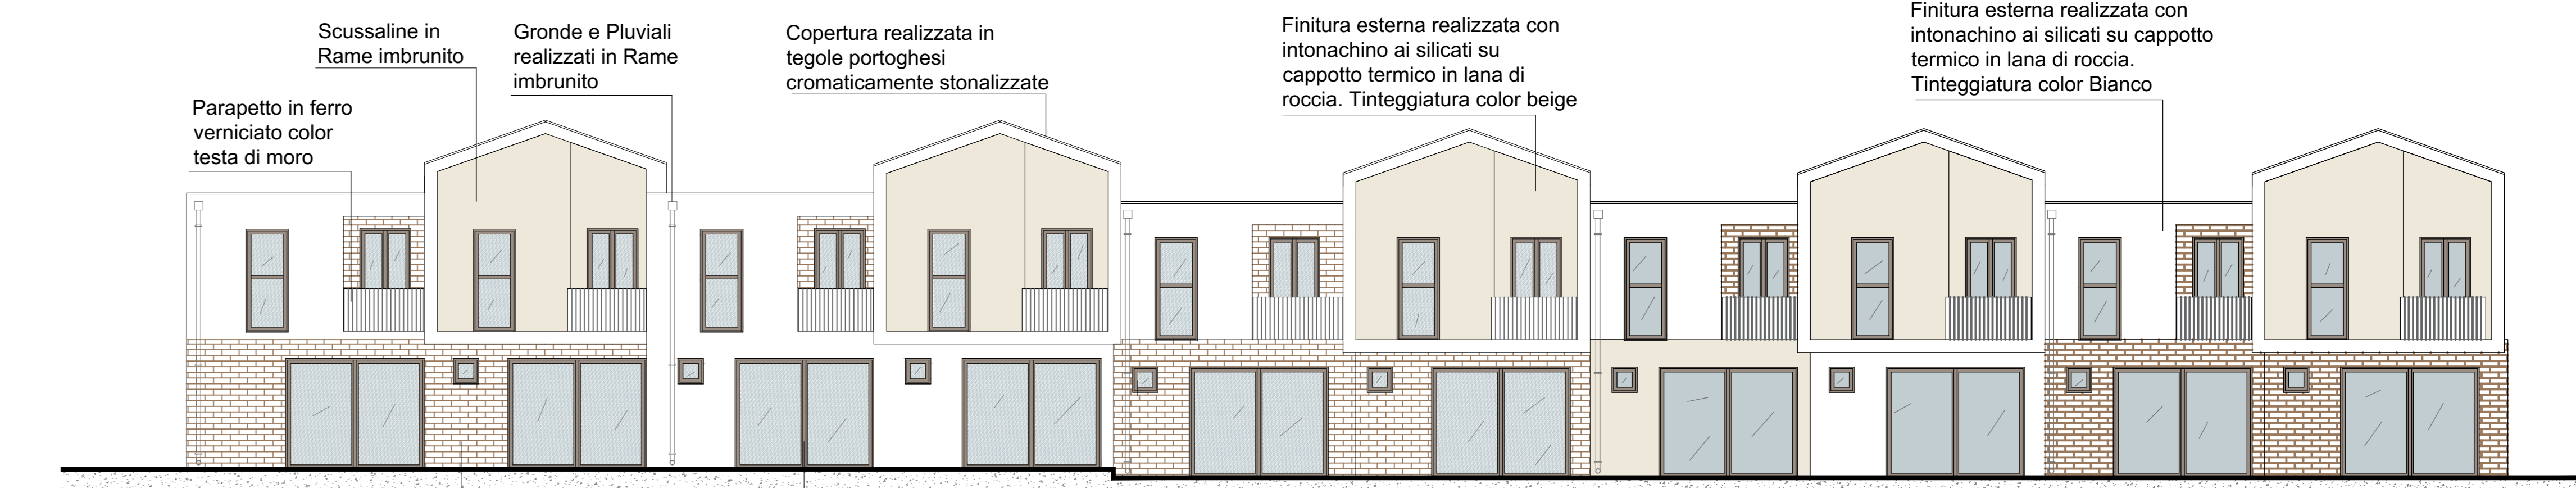 Parapetto in ferro
verniciato color
testa di moro
Scussaline in
Rame imbrunito
Gronde e Pluviali
realizzati in Rame
imbrunito
Copertura realizzata in
tegole portoghesi
cromaticamente stonalizzate
Finitura esterna realizzata con
intonachino ai silicati su
cappotto termico in lana di
roccia. Tinteggiatura color beige
Finitura esterna realizzata con
intonachino ai silicati su cappotto
termico in lana di roccia.
Tinteggiatura color Bianco